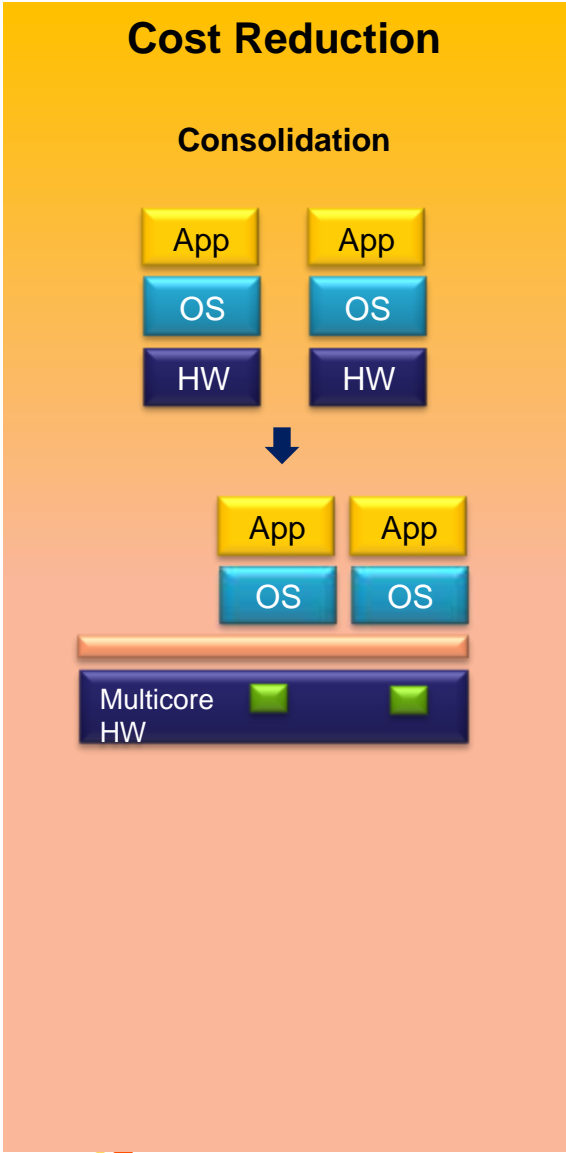 Cost Reduction
Consolidation
App App
OS OS
HW HW
App App
OS OS
Multicore
HW